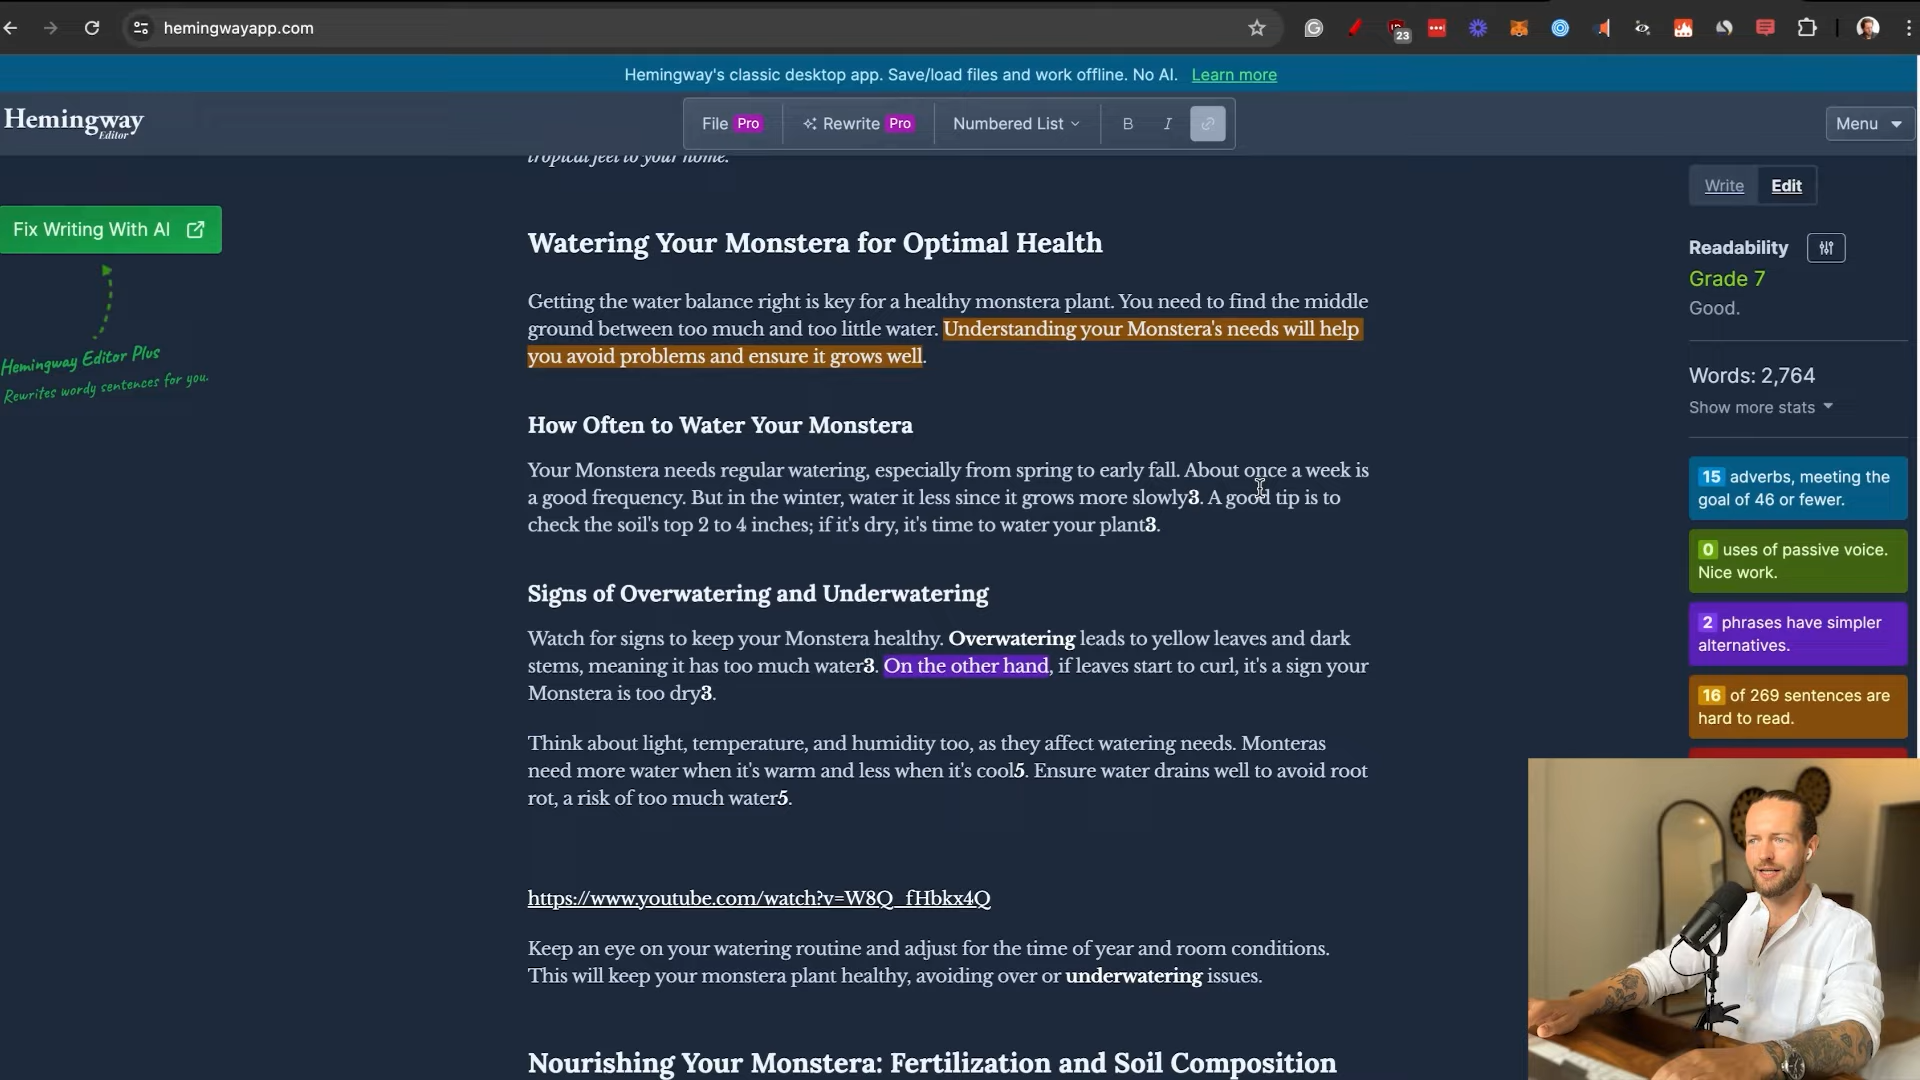 hemingwayapp.com
23
Hemingway's classic desktop app. Save/load files and work offline. No AI. Learn more
Hemingway
Editor
File Pro
Rewrite Pro
Numbered List
B
I
Menu
tropical feel to your home.
Write
Edit
Fix Writing With AI
Hemingway Editor Plus
Rewrites wordy sentences for you.
Watering Your Monstera for Optimal Health
Getting the water balance right is key for a healthy monstera plant. You need to find the middle
ground between too much and too little water. Understanding your Monstera's needs will help
you avoid problems and ensure it grows well.
How Often to Water Your Monstera
Your Monstera needs regular watering, especially from spring to early fall. About once a week is
a good frequency. But in the winter, water it less since it grows more slowly3. A good tip is to
check the soil's top 2 to 4 inches; if it's dry, it's time to water your plant3.
Signs of Overwatering and Underwatering
Watch for signs to keep your Monstera healthy. Overwatering leads to yellow leaves and dark
stems, meaning it has too much water3. On the other hand, if leaves start to curl, it's a sign your
Monstera is too dry3.
Think about light, temperature, and humidity too, as they affect watering needs. Monteras
need more water when it's warm and less when it's cool5. Ensure water drains well to avoid root
rot, a risk of too much water5.
https://www.youtube.com/watch?v=W8Q_fHbkx4Q
Keep an eye on your watering routine and adjust for the time of year and room conditions.
This will keep your monstera plant healthy, avoiding over or underwatering issues.
Nourishing Your Monstera: Fertilization and Soil Composition
Readability
Grade 7
Good.
Words: 2,764
Show more stats
15 adverbs, meeting the
goal of 46 or fewer.
0 uses of passive voice.
Nice work.
2 phrases have simpler
alternatives.
16 of 269 sentences are
hard to read.